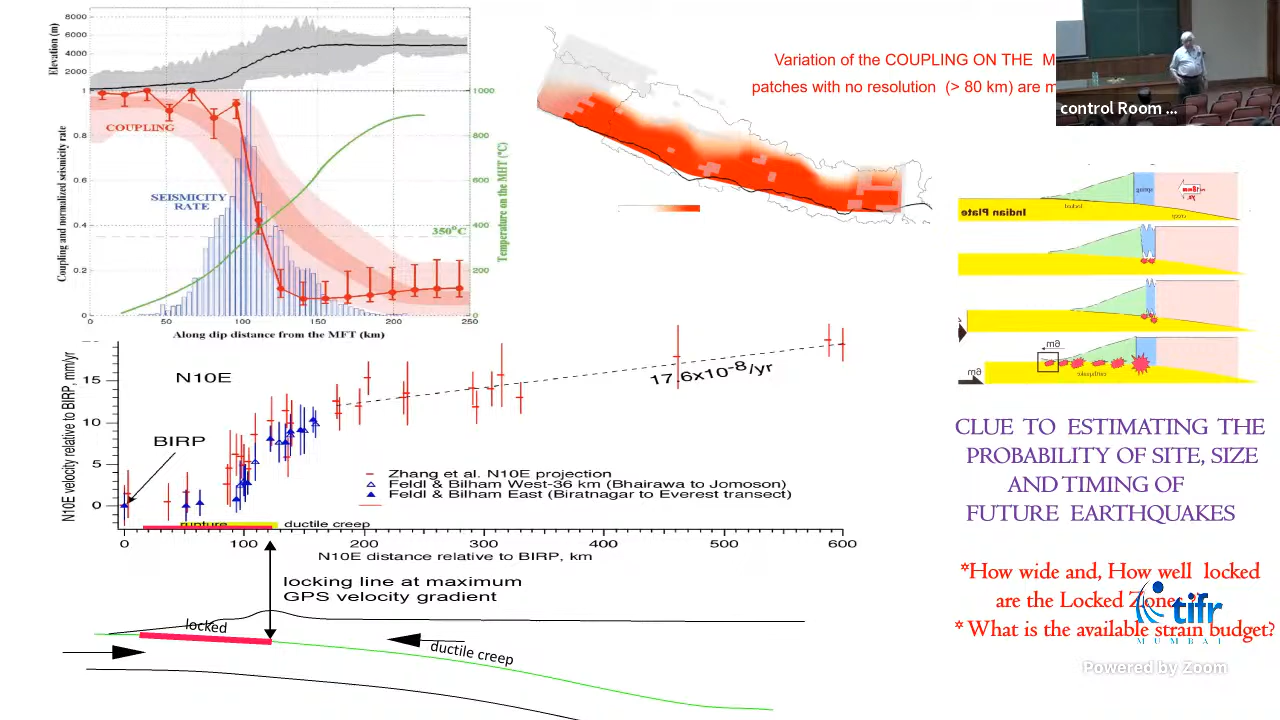 8000
6000
4000
2000
Elevation (m)
1
0.8
0.6
0.4
0.2
0
Coupling and normalized seismicity rate
COUPLING
SEISMICITY
RATE
350°C
1000
800
600
400
200
0
Temperature on the MHT (°C)
0 50 100 150 200 250
Along dip distance from the MFT (km)
Variation of the COUPLING ON THE M
patches with no resolution (> 80 km) are m
control Room ...
spring
locked
creep
Indian Plate
6m
6m
earthquake
CLUE TO ESTIMATING THE
PROBABILITY OF SITE, SIZE
AND TIMING OF
FUTURE EARTHQUAKES
*How wide and, How well locked
are the Locked Zones
* What is the available strain budget?
tifr
MUMBAI
Powered by Zoom
N10E velocity relative to BIRP, mm/yr
15
10
5
0
N10E
BIRP
17.6x10-8/yr
Zhang et al. N10E projection
Feldl & Bilham West-36 km (Bhairawa to Jomoson)
Feldl & Bilham East (Biratnagar to Everest transect)
rupture
ductile creep
0 100 200 300 400 500 600
N10E distance relative to BIRP, km
locking line at maximum
GPS velocity gradient
locked
ductile creep